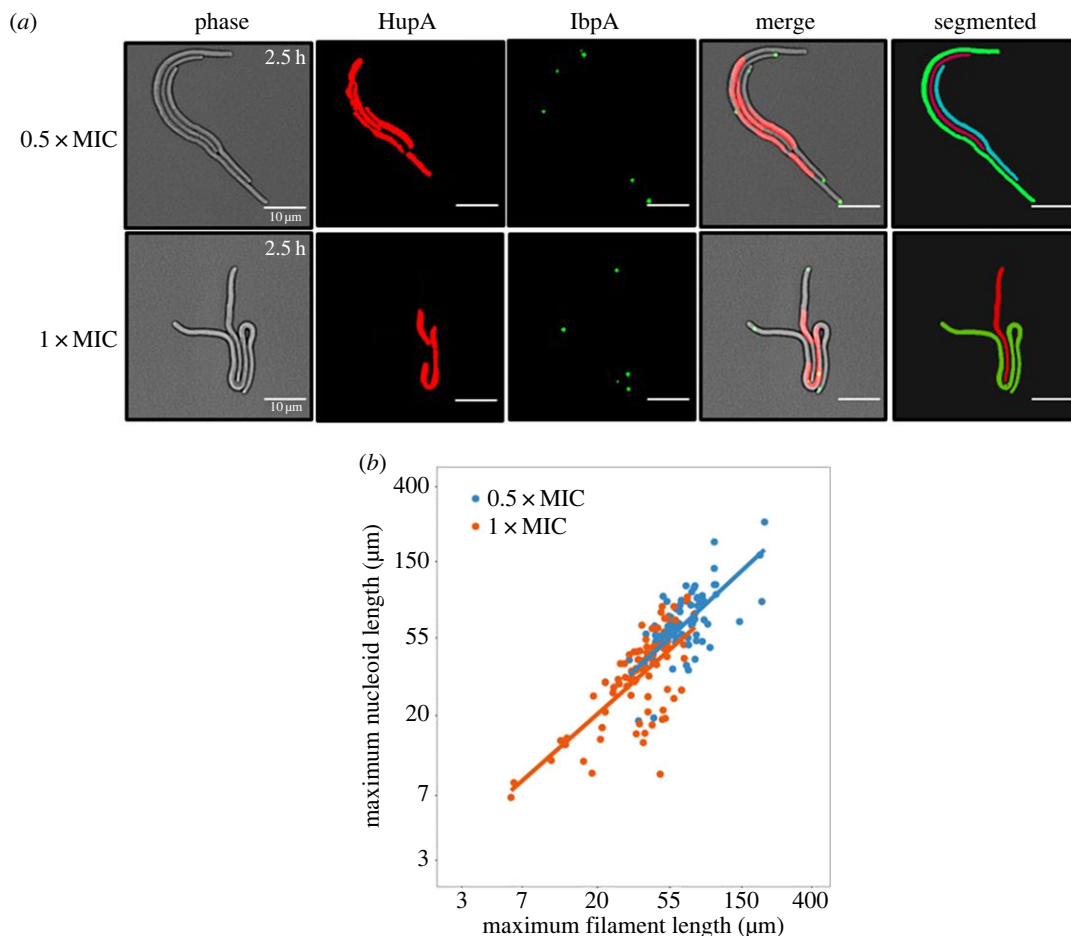 (a) phase HupA IbpA merge segmented
0.5 × MIC 2.5 h
10 µm
1 × MIC 2.5 h
10 µm
(b)
400
150
55
20
7
3
maximum nucleoid length (µm)
0.5 × MIC
1 × MIC
3 7 20 55 150 400
maximum filament length (µm)